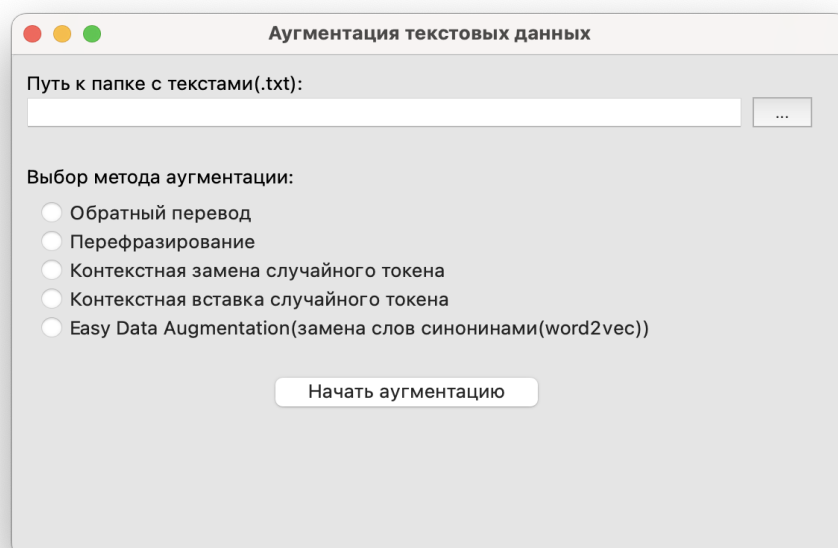 Аугментация текстовых данных
Путь к папке с текстами(.txt):
...
Выбор метода аугментации:
Обратный перевод
Перефразирование
Контекстная замена случайного токена
Контекстная вставка случайного токена
Easy Data Augmentation(замена слов синонинами(word2vec))
Начать аугментацию